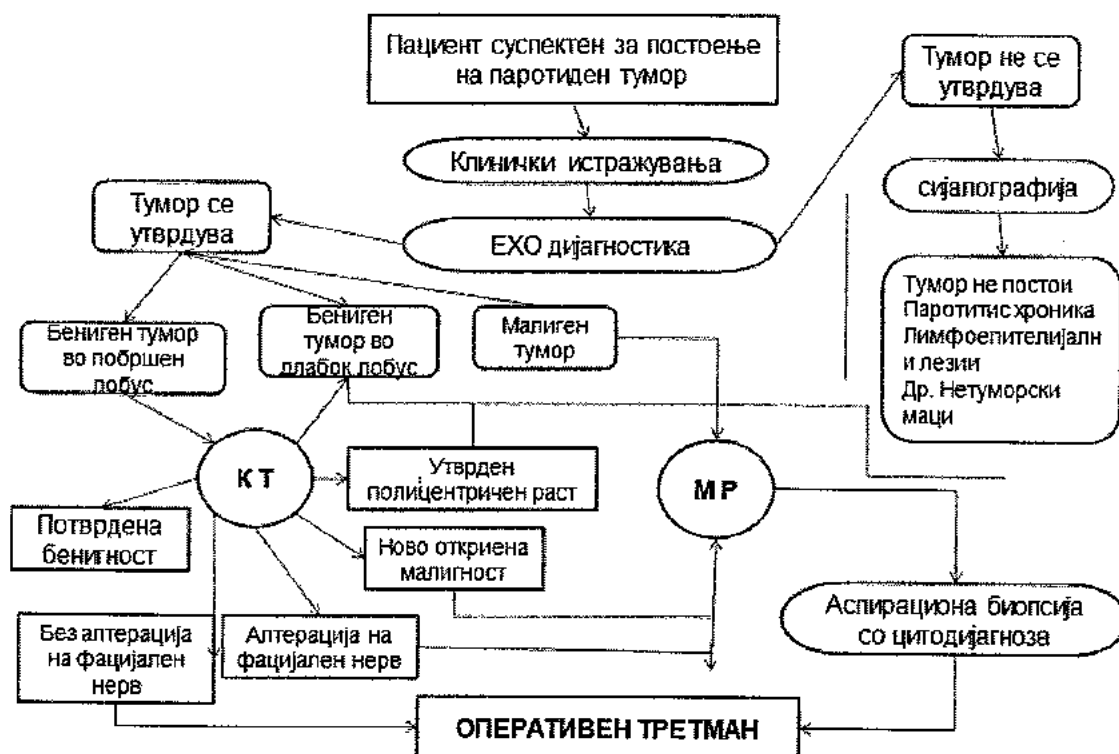 Пациент суспектен за постоење
на паротиден тумор
Тумор не се
утврдува
Клинички истражувања
сијалографија
Тумор се
утврдува
ЕХО дијагностика
Тумор не постои
Паротитис хроника
Лимфоепителијалн
и лезии
Др. Нетуморски
маци
Бениген тумор
во побршен
лобус
Бениген
тумор во
длабок лобус
Малиген
тумор
КТ
Утврден
полицентричен раст
МР
Потврдена
бенигност
Ново откриена
малигност
Аспирациона биопсија
со цитодијагноза
Без алтерација
на фацијален
нерв
Алтерација на
фацијален нерв
ОПЕРАТИВЕН ТРЕТМАН